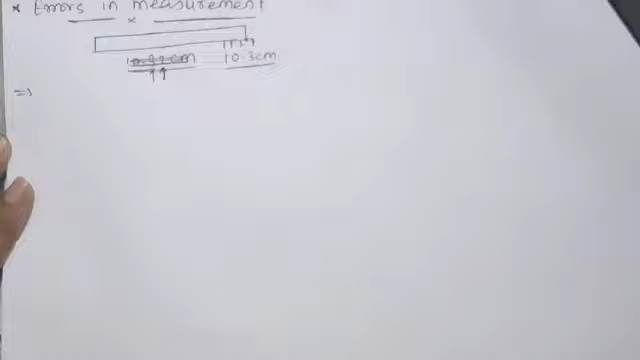 * Errors in measurement
10.3cm
=>